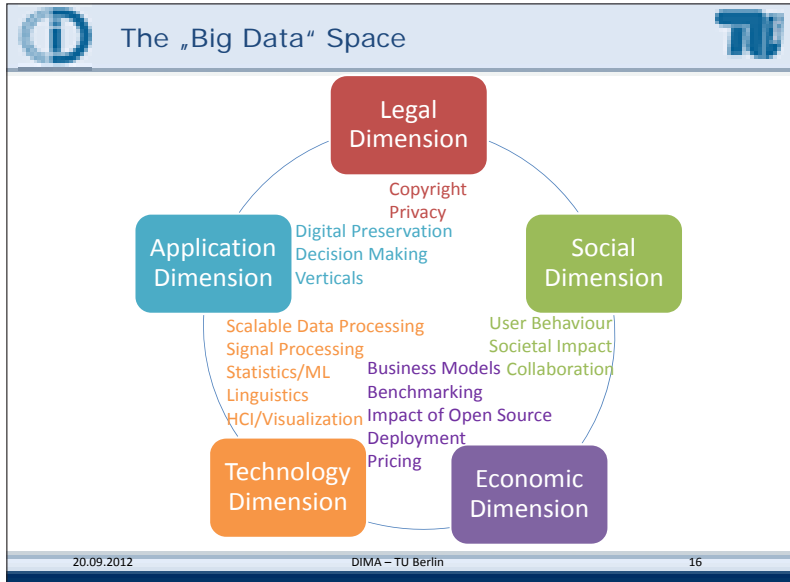 The „Big Data“ Space
Legal
Dimension
Copyright
Privacy
Application
Dimension
Digital Preservation
Decision Making
Verticals
Social
Dimension
User Behaviour
Societal Impact
Collaboration
Scalable Data Processing
Signal Processing
Statistics/ML
Linguistics
HCI/Visualization
Business Models
Benchmarking
Impact of Open Source
Deployment
Pricing
Technology
Dimension
Economic
Dimension
20.09.2012 DIMA – TU Berlin 16